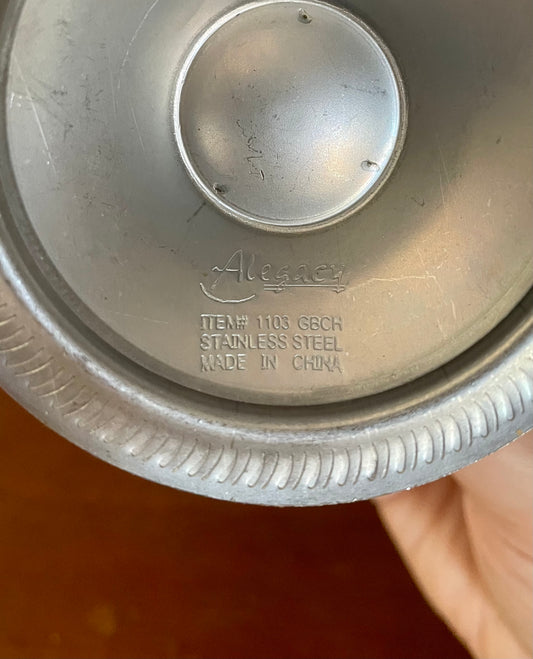 Alegacy
ITEM# 1103 GBCH
STAINLESS STEEL
MADE IN CHINA